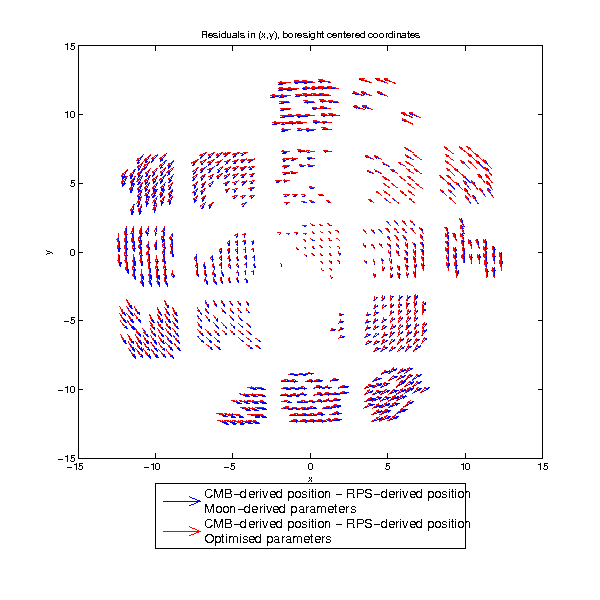 Residuals in (x,y), boresight centered coordinates
15
10
5
0
−5
−10
−15
y
−15
−10
−5
0
5
10
15
x
CMB−derived position − RPS−derived position
Moon−derived parameters
CMB−derived position − RPS−derived position
Optimised parameters